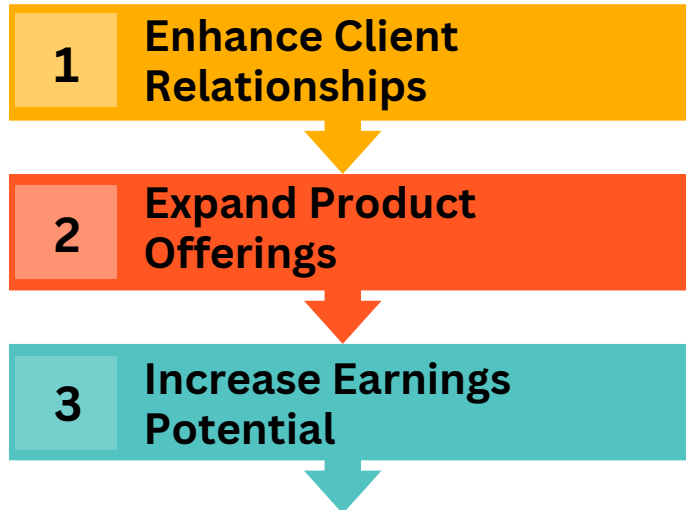 1
Enhance Client
Relationships
2
Expand Product
Offerings
3
Increase Earnings
Potential